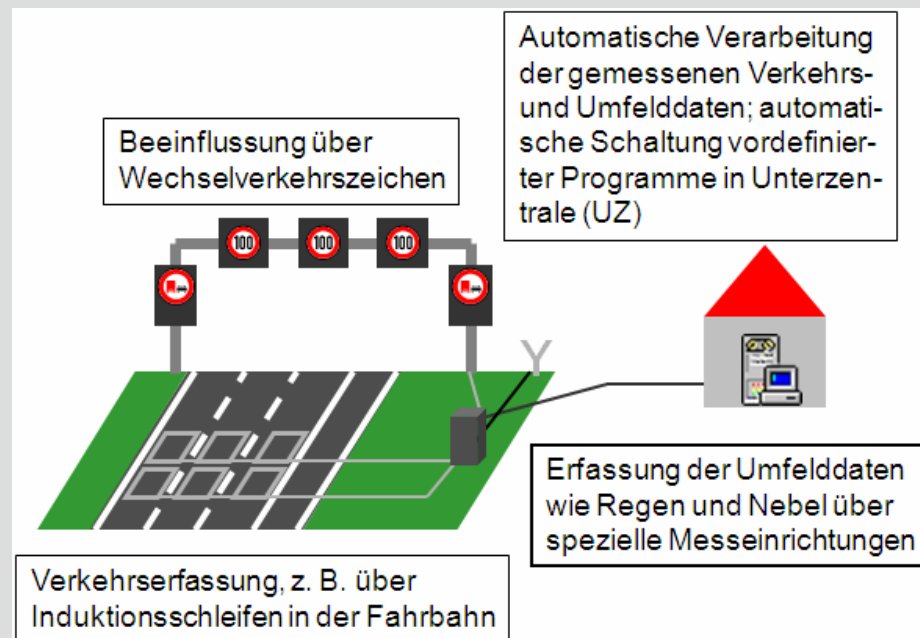 Automatische Verarbeitung
der gemessenen Verkehrs-
und Umfelddaten; automati-
sche Schaltung vordefinier-
ter Programme in Unterzen-
trale (UZ)
Beeinflussung über
Wechselverkehrszeichen
100
100
100
Erfassung der Umfelddaten
wie Regen und Nebel über
spezielle Messeinrichtungen
Verkehrserfassung, z. B. über
Induktionsschleifen in der Fahrbahn